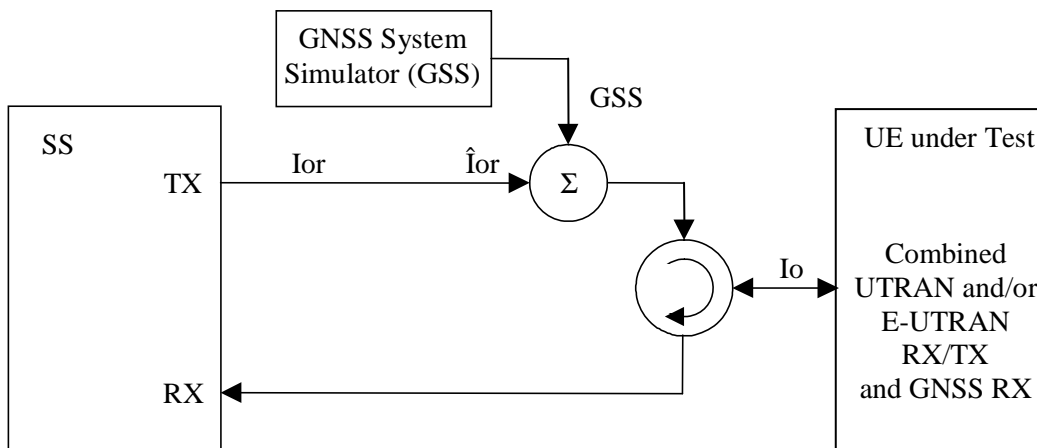 GNSS System
Simulator (GSS)
GSS
SS
UE under Test
TX
Ior
Îor
Σ
Combined
UTRAN and/or
E-UTRAN
RX/TX
and GNSS RX
Io
RX